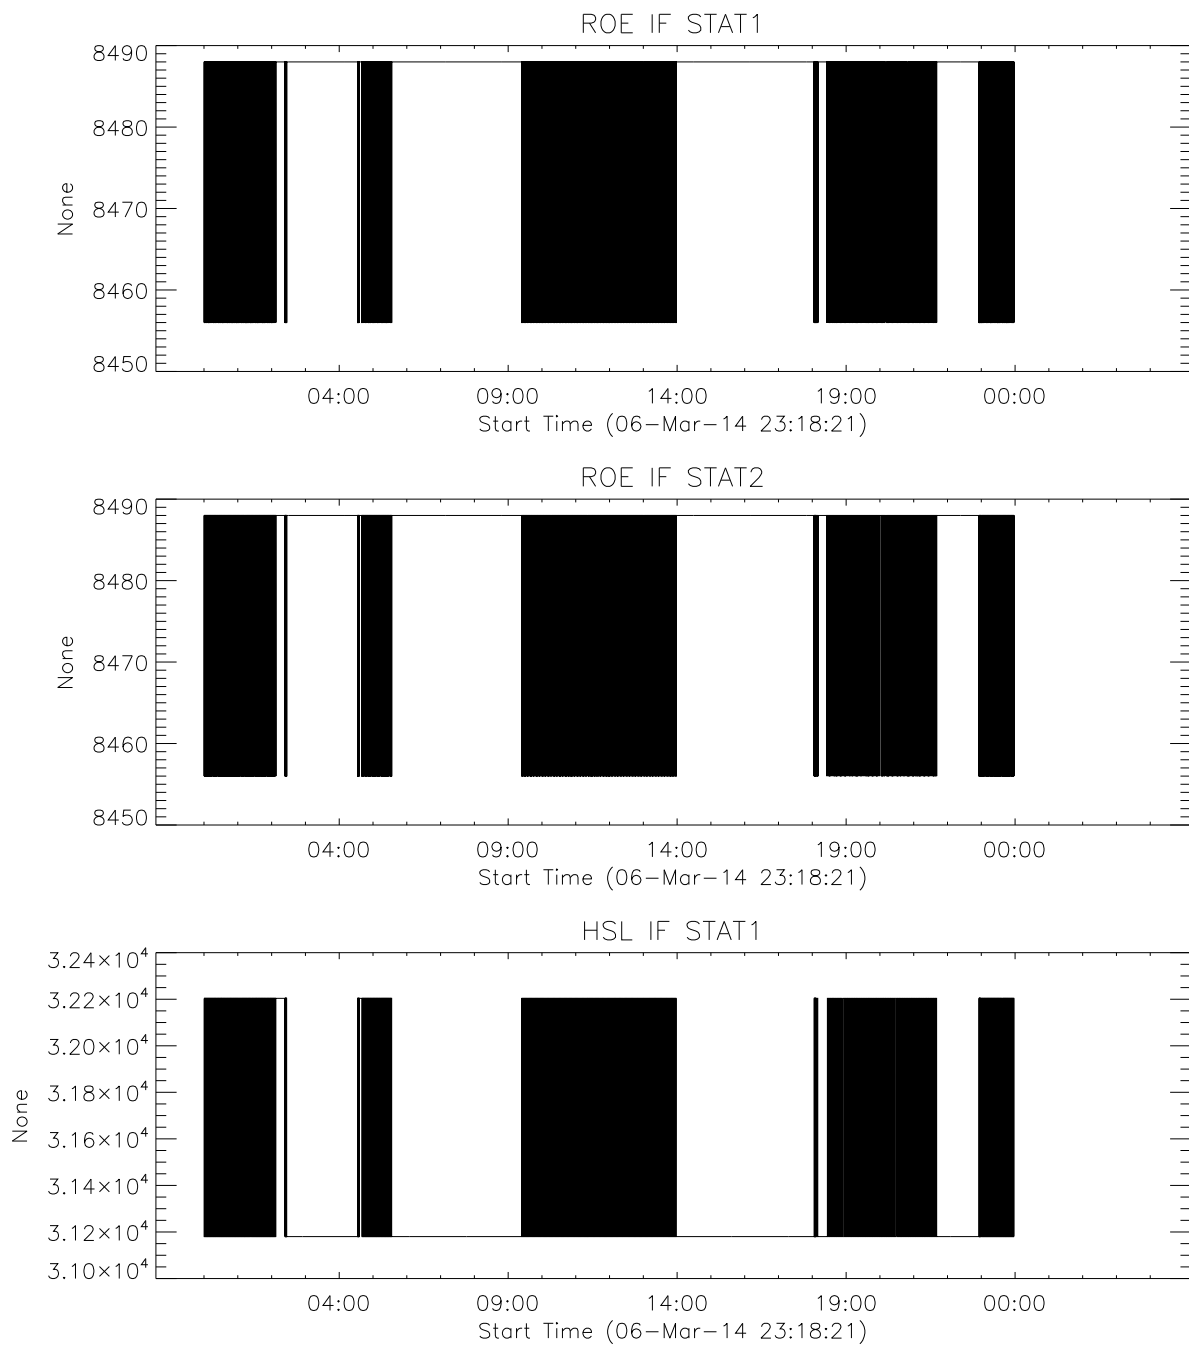 ROE IF STAT1
8490
8480
8470
8460
8450
None
04:00 09:00 14:00 19:00 00:00
Start Time (06-Mar-14 23:18:21)
ROE IF STAT2
8490
8480
8470
8460
8450
None
04:00 09:00 14:00 19:00 00:00
Start Time (06-Mar-14 23:18:21)
HSL IF STAT1
3.24×10⁴
3.22×10⁴
3.20×10⁴
3.18×10⁴
3.16×10⁴
3.14×10⁴
3.12×10⁴
3.10×10⁴
None
04:00 09:00 14:00 19:00 00:00
Start Time (06-Mar-14 23:18:21)